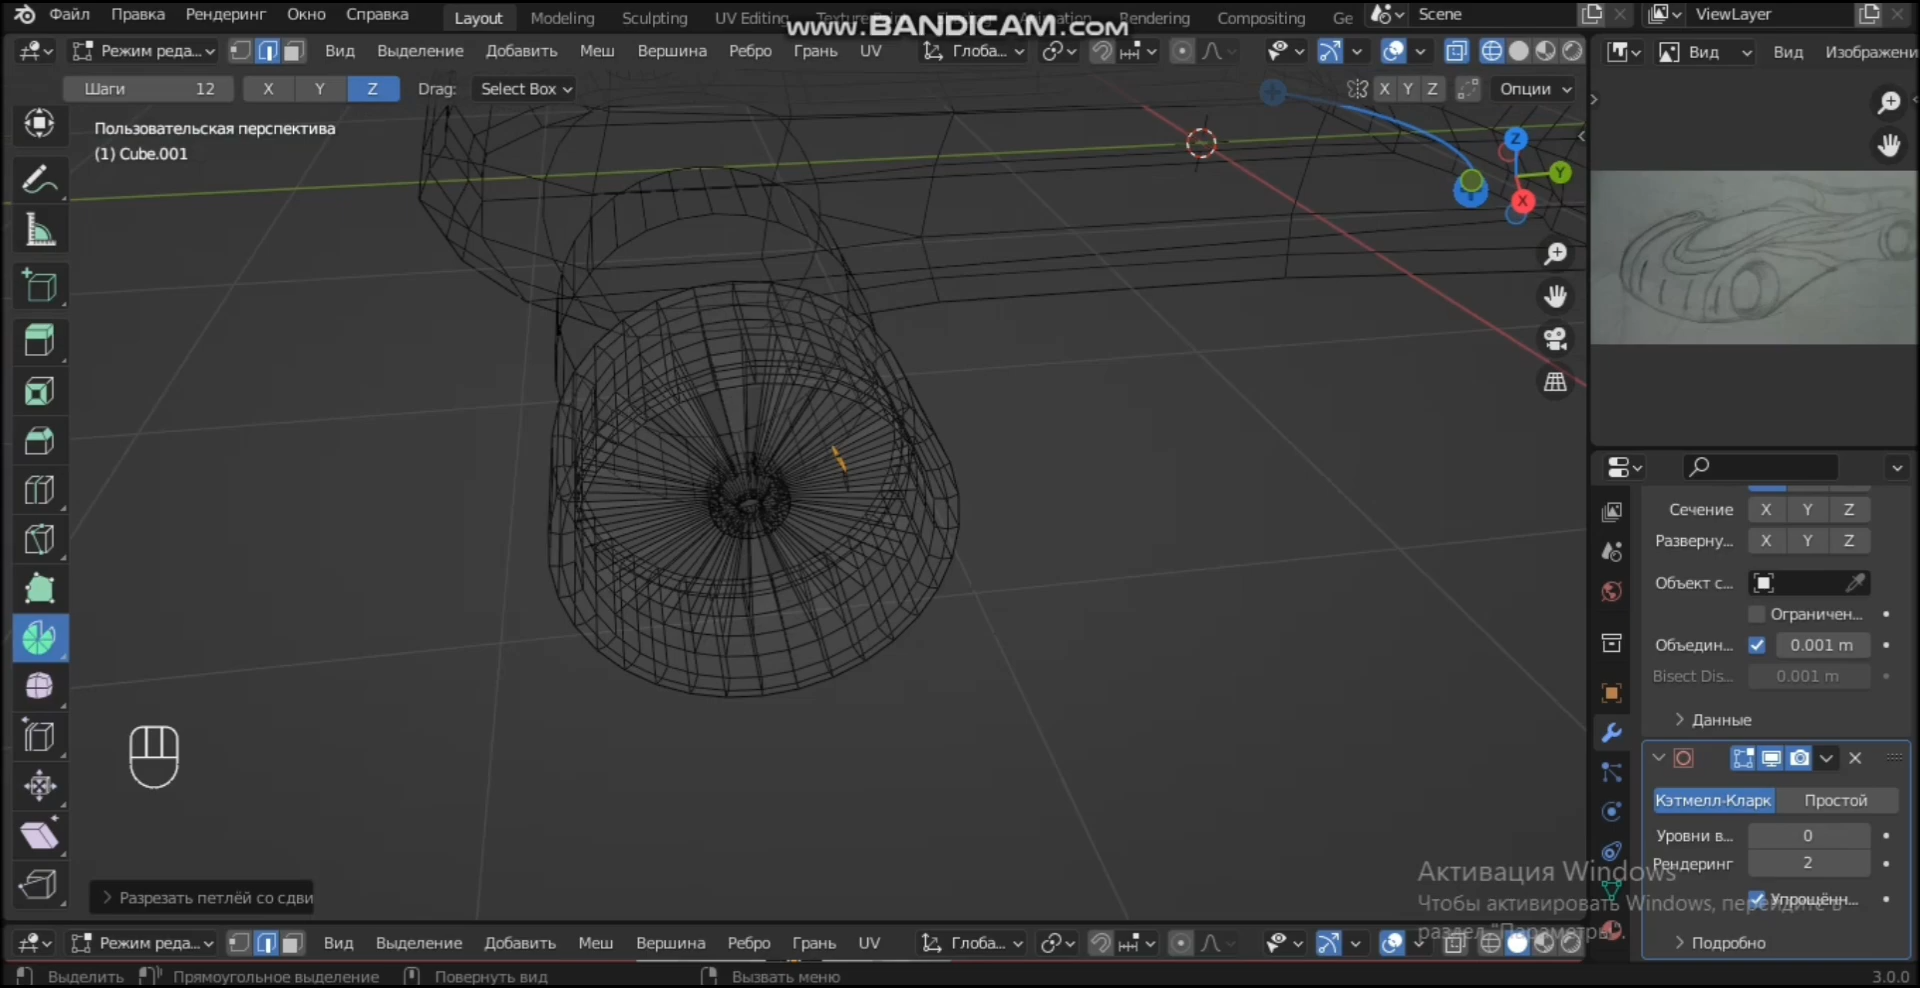 Файл Правка Рендеринг Окно Справка Layout Modeling Sculpting UV Editing Rendering Compositing Ge Scene ViewLayer
www.BANDICAM.com
Режим реда... Вид Выделение Добавить Меш Вершина Ребро Грань UV Глоба... Вид Вид Изображени
Шаги 12 X Y Z Drag: Select Box X Y Z Опции
Пользовательская перспектива
(1) Cube.001
Z
Y
X
Сечение X Y Z
Разверну... X Y Z
Объект с...
Ограничен...
Объедин... 0.001 m
Bisect Dis... 0.001 m
Данные
Кэтмелл-Кларк Простой
Уровни в... 0
Рендеринг 2
Упрощённ...
Подробно
Активация Windows
Чтобы активировать Windows, перейдите в
раздел "Параметры".
Разрезать петлёй со сдви
Режим реда... Вид Выделение Добавить Меш Вершина Ребро Грань UV Глоба...
Выделить Прямоугольное выделение Повернуть вид Вызвать меню 3.0.0